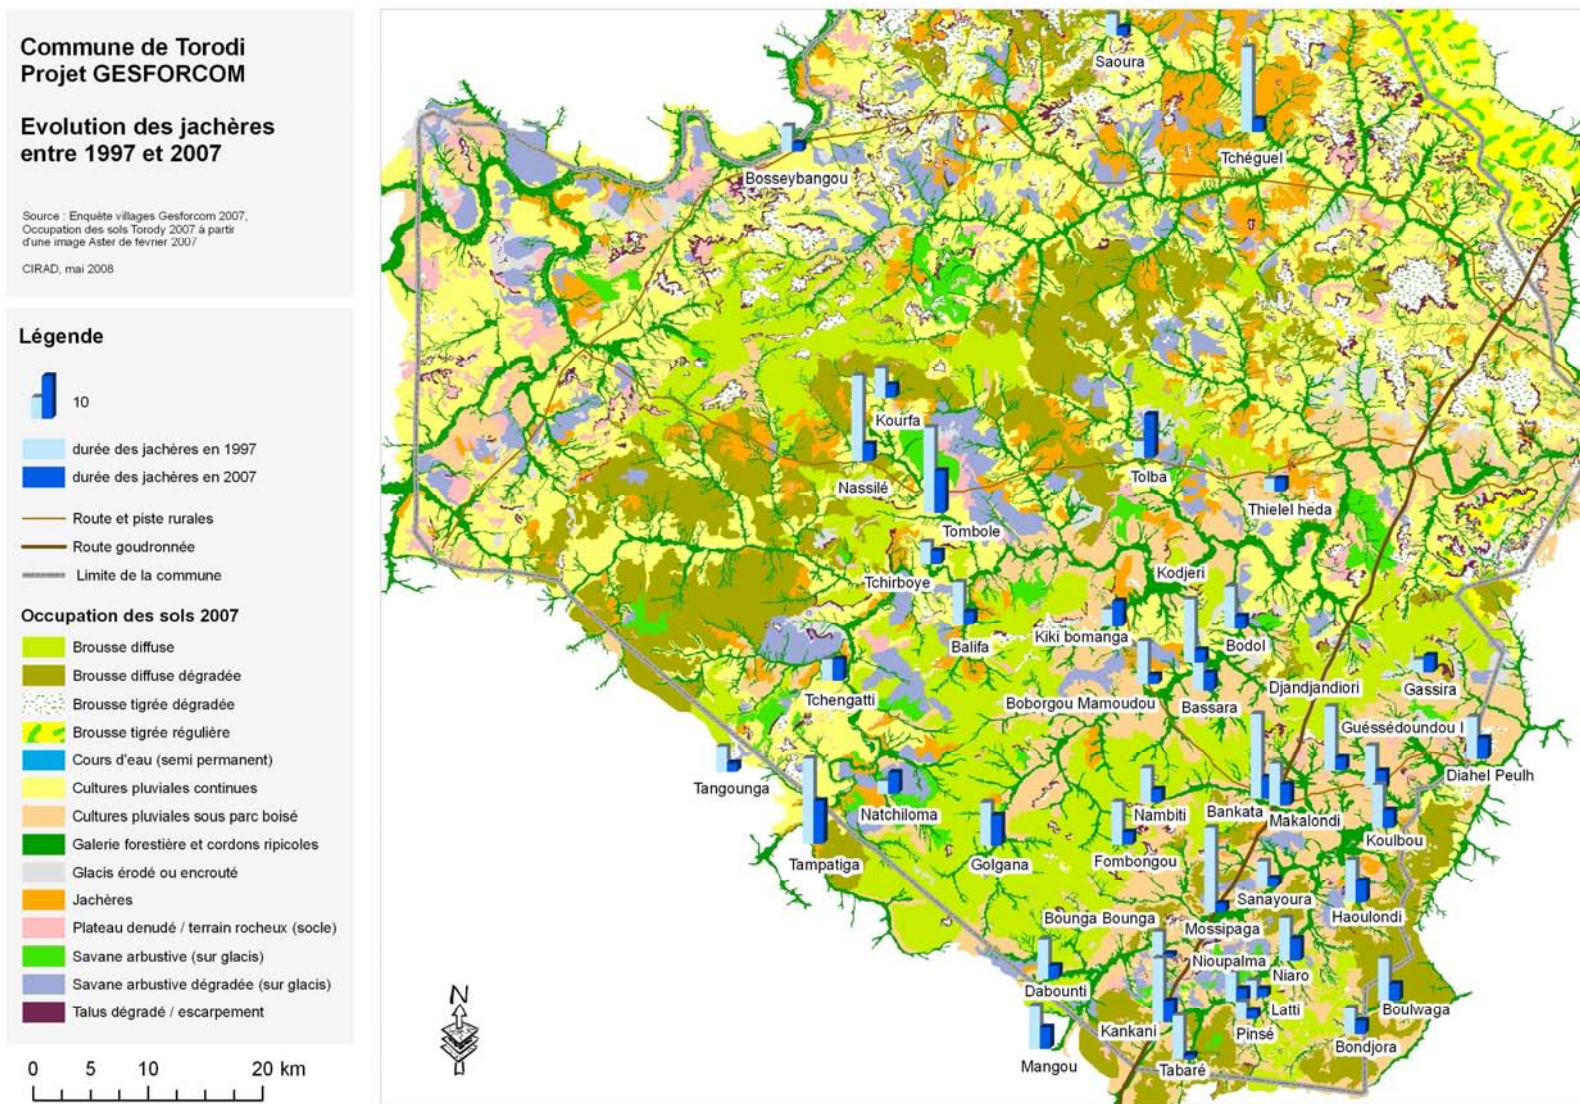 Commune de Torodi
Projet GESFORCOM
Evolution des jachères
entre 1997 et 2007
Source : Enquète villages Gesforcom 2007,
Occupation des sols Torody 2007 à partir
d'une image Aster de fevrier 2007
CIRAD, mai 2008
Légende
10
durée des jachères en 1997
durée des jachères en 2007
Route et piste rurales
Route goudronnée
Limite de la commune
Occupation des sols 2007
Brousse diffuse
Brousse diffuse dégradée
Brousse tigrée dégradée
Brousse tigrée régulière
Cours d'eau (semi permanent)
Cultures pluviales continues
Cultures pluviales sous parc boisé
Galerie forestière et cordons ripicoles
Glacis érodé ou encrouté
Jachères
Plateau denudé / terrain rocheux (socle)
Savane arbustive (sur glacis)
Savane arbustive dégradée (sur glacis)
Talus dégradé / escarpement
0 5 10 20 km
N
Saoura
Tchéguel
Bosseybangou
Kourfa
Nassilé
Tolba
Thielel heda
Tombole
Tchirboye
Kodjeri
Kiki bomanga
Balifa
Bodol
Tchengatti
Boborgou Mamoudou
Bassara
Djandjandiori
Gassira
Guéssédoundou I
Diahel Peulh
Tangounga
Natchiloma
Nambiti
Bankata
Makalondi
Koulbou
Tampatiga
Golgana
Fombongou
Sanayoura
Haoulondi
Bounga Bounga
Mossipaga
Nioupalma
Niaro
Dabounti
Latti
Boulwaga
Kankani
Pinsé
Bondjora
Mangou
Tabaré